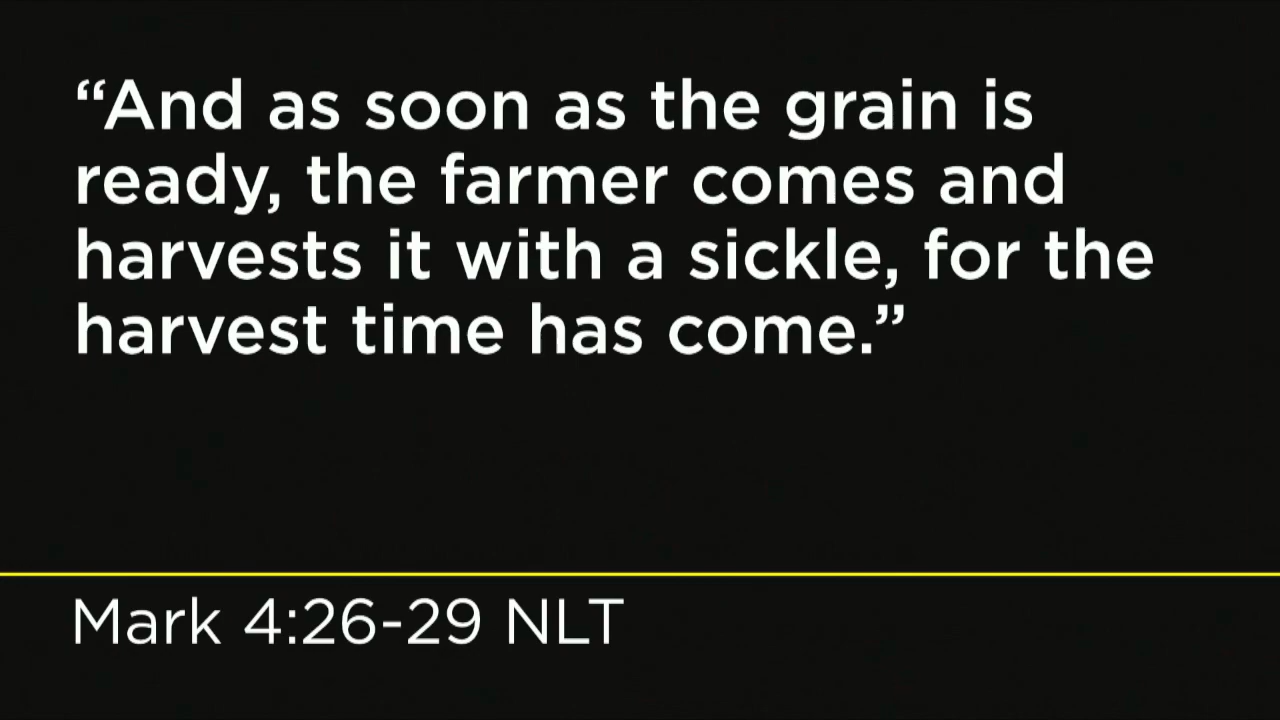 “And as soon as the grain is
ready, the farmer comes and
harvests it with a sickle, for the
harvest time has come.”
Mark 4:26-29 NLT